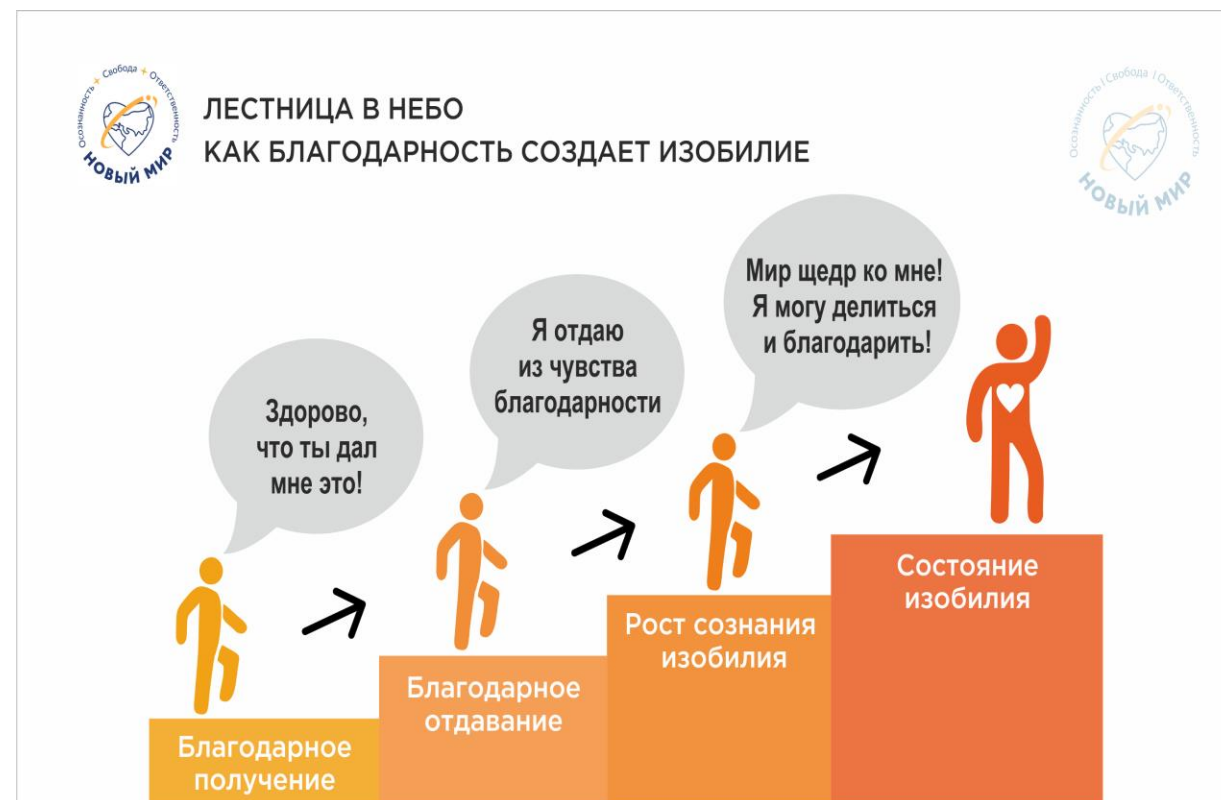 Осознанность + Свобода + Ответственность
НОВЫЙ МИР
ЛЕСТНИЦА В НЕБО
КАК БЛАГОДАРНОСТЬ СОЗДАЕТ ИЗОБИЛИЕ
Осознанность | Свобода | Ответственность
НОВЫЙ МИР
Здорово,
что ты дал
мне это!
Я отдаю
из чувства
благодарности
Мир щедр ко мне!
Я могу делиться
и благодарить!
Благодарное
получение
Благодарное
отдавание
Рост сознания
изобилия
Состояние
изобилия